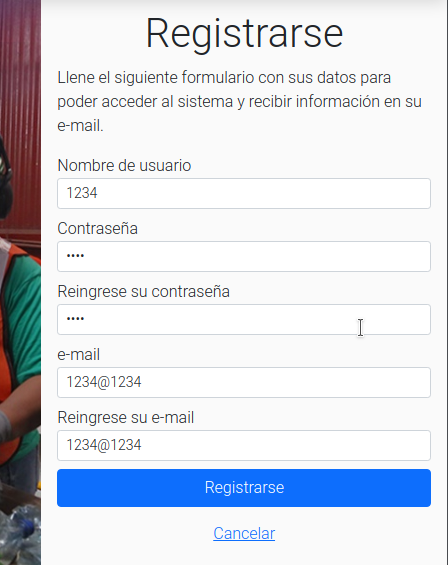 Registrarse
Llene el siguiente formulario con sus datos para
poder acceder al sistema y recibir información en su
e-mail.
Nombre de usuario
1234
Contraseña
••••
Reingrese su contraseña
••••
e-mail
1234@1234
Reingrese su e-mail
1234@1234
Registrarse
Cancelar